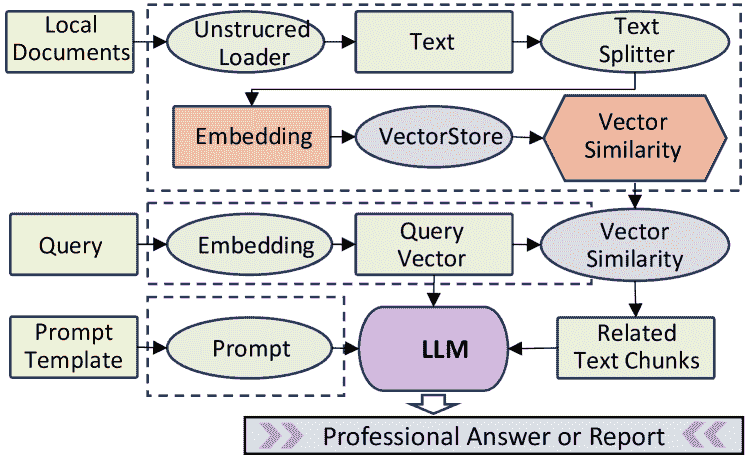 Local
Documents
Unstrucred
Loader
Text
Text
Splitter
Embedding
VectorStore
Vector
Similarity
Query
Embedding
Query
Vector
Vector
Similarity
Prompt
Template
Prompt
LLM
Related
Text Chunks
Professional Answer or Report